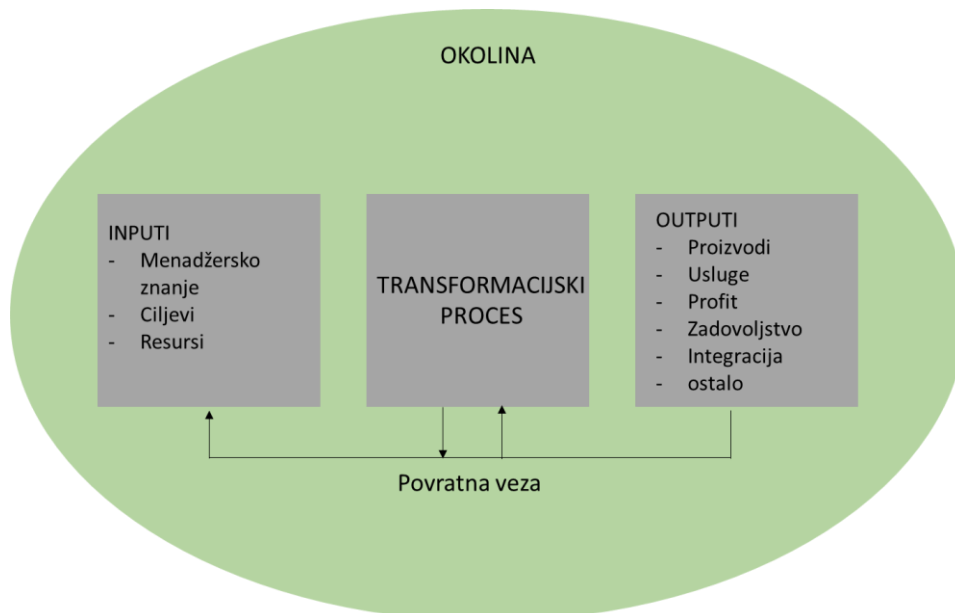 OKOLINA
INPUTI
- Menadžersko
znanje
- Ciljevi
- Resursi
TRANSFORMACIJSKI
PROCES
OUTPUTI
- Proizvodi
- Usluge
- Profit
- Zadovoljstvo
- Integracija
- ostalo
Povratna veza